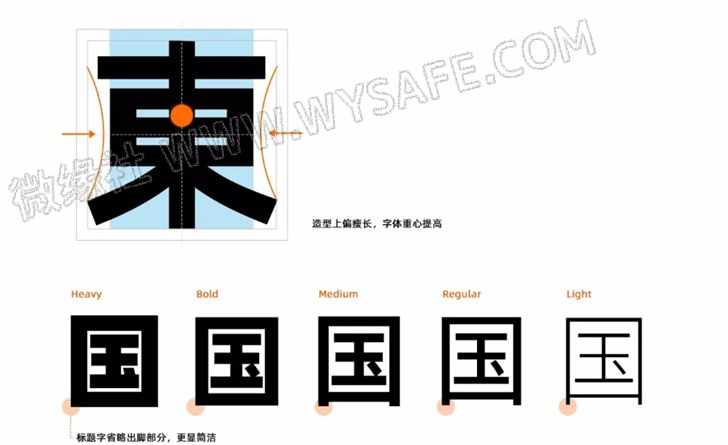 東
微缘社 WWW.WYSAFE.COM
造型上偏瘦长，字体重心提高
Heavy Bold Medium Regular Light
国 国 国 国 国
标题字省略出脚部分，更显简洁